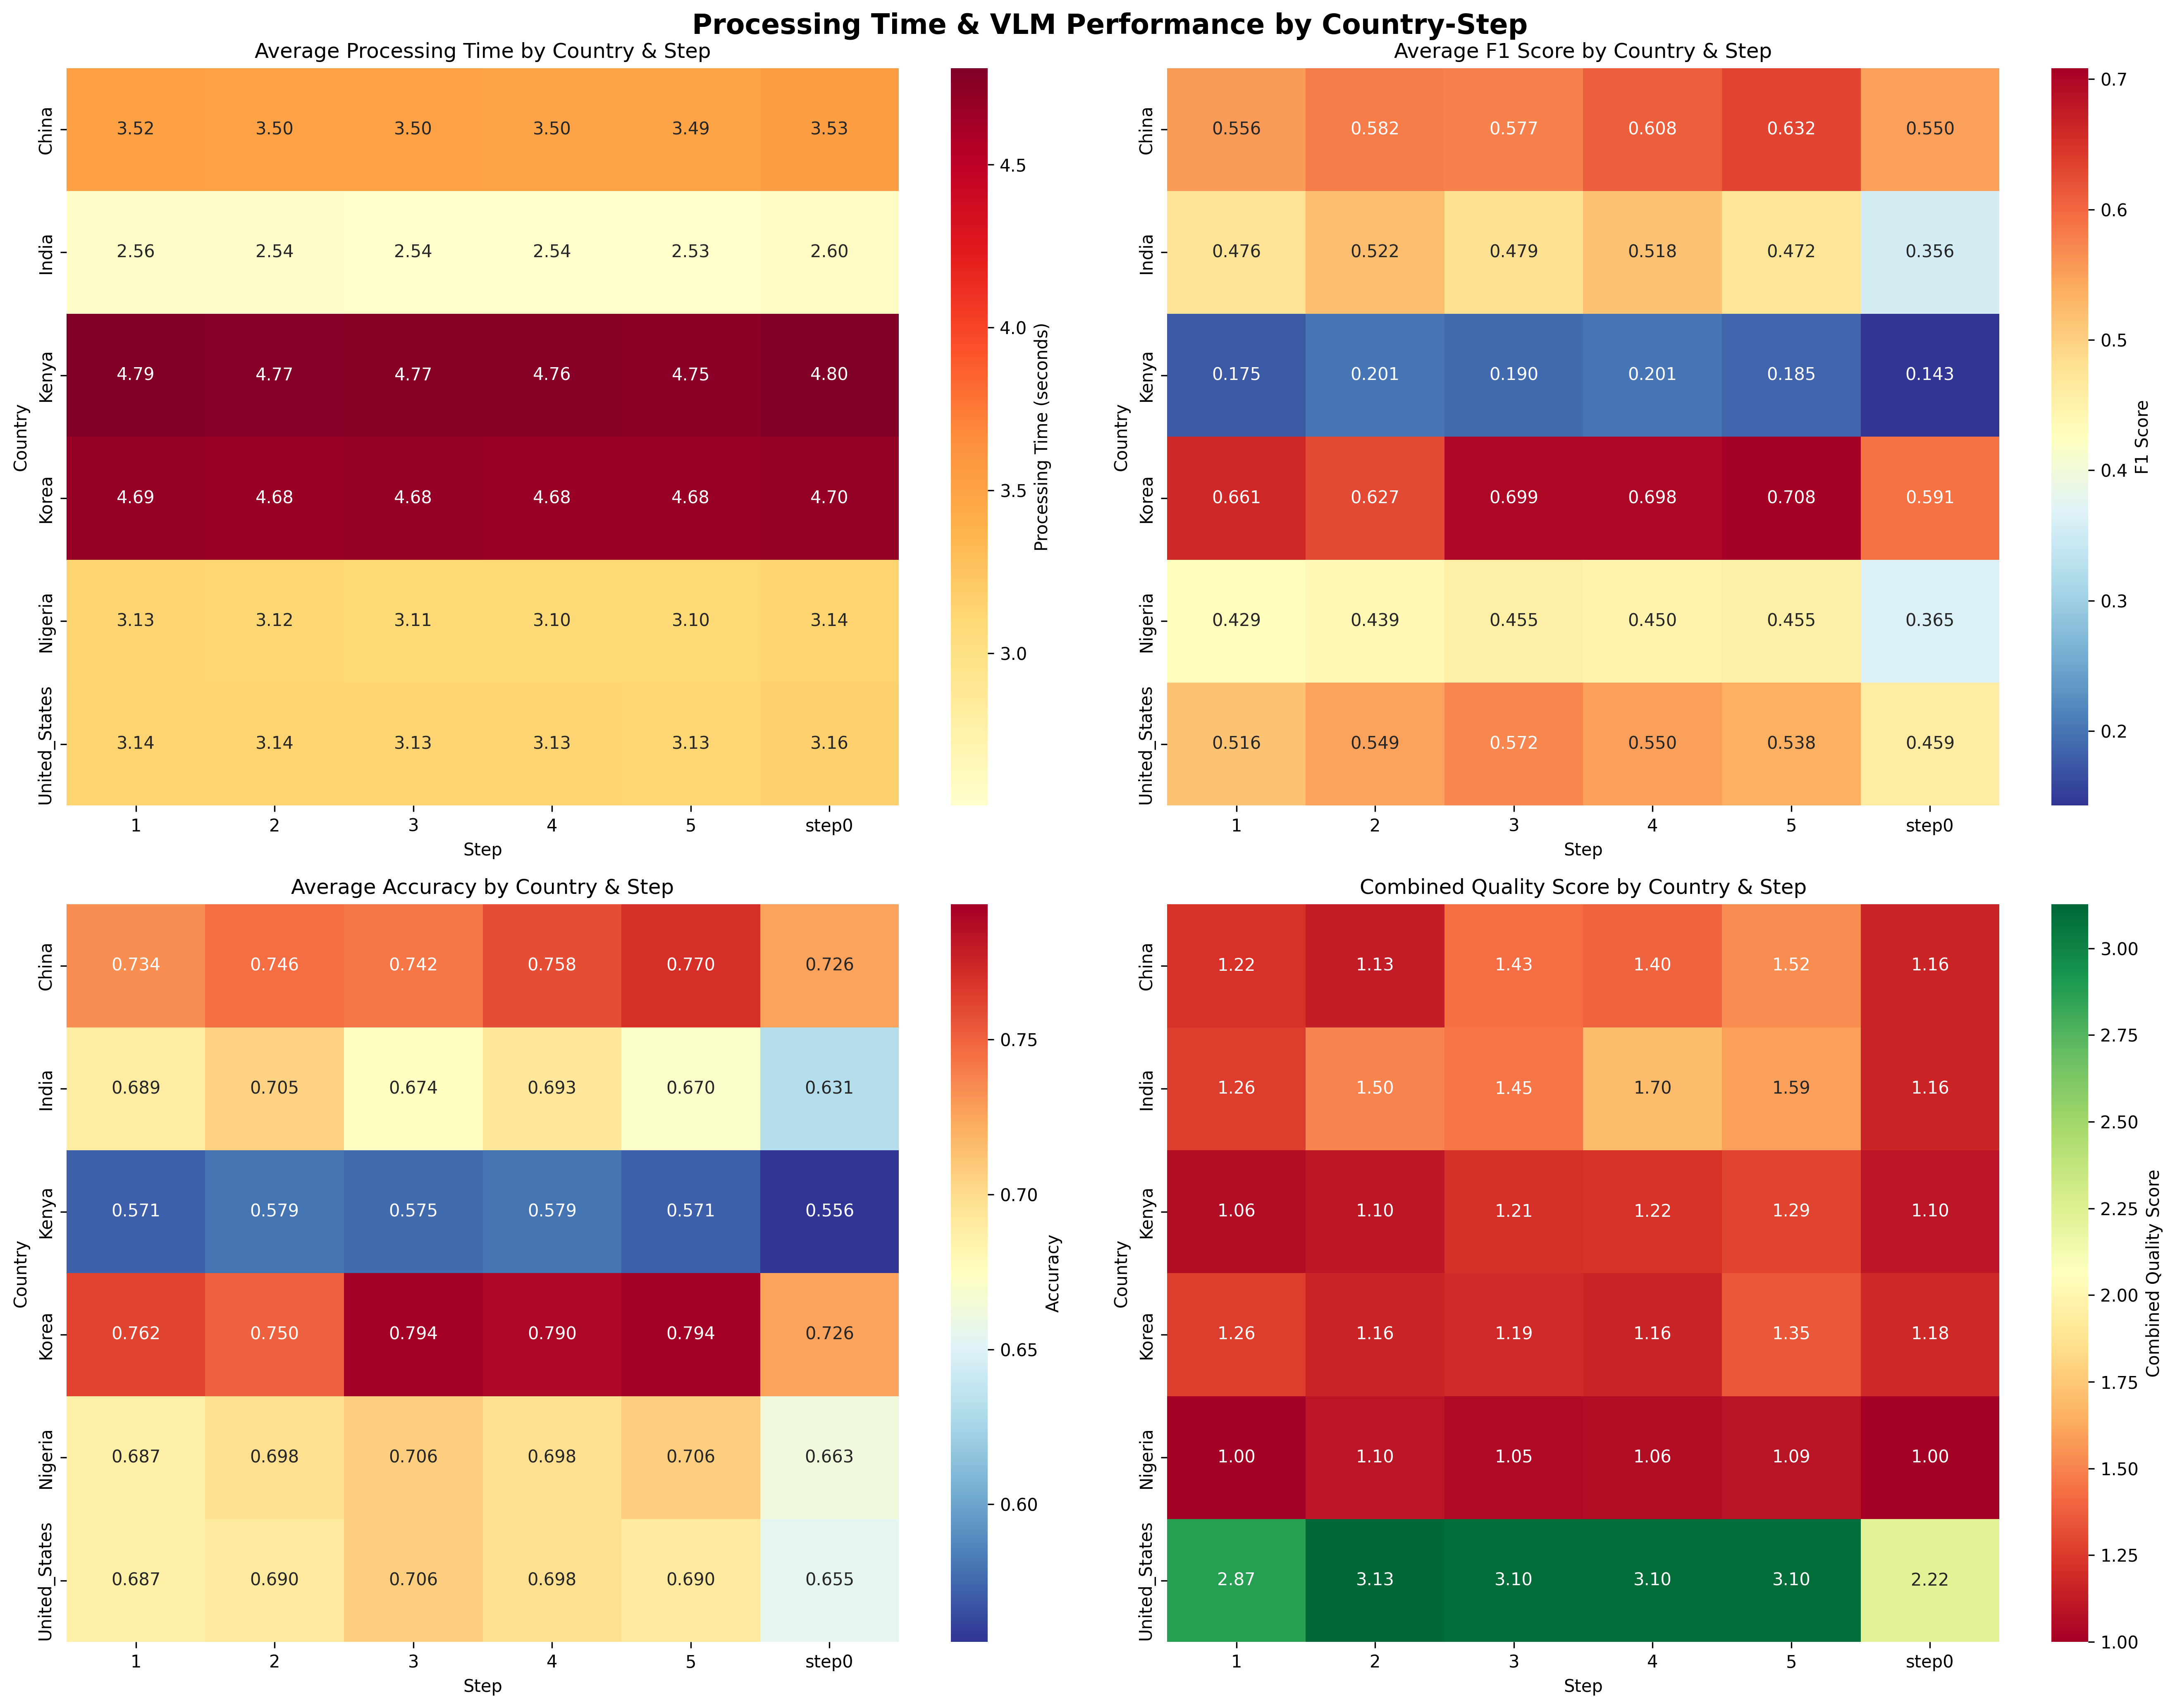 Processing Time & VLM Performance by Country-Step
Average Processing Time by Country & Step
China 3.52 3.50 3.50 3.50 3.49 3.53
India 2.56 2.54 2.54 2.54 2.53 2.60
Kenya 4.79 4.77 4.77 4.76 4.75 4.80
Korea 4.69 4.68 4.68 4.68 4.68 4.70
Nigeria 3.13 3.12 3.11 3.10 3.10 3.14
United_States 3.14 3.14 3.13 3.13 3.13 3.16
1 2 3 4 5 step0
Step
Country
4.5
4.0
3.5
3.0
Processing Time (seconds)
Average F1 Score by Country & Step
China 0.556 0.582 0.577 0.608 0.632 0.550
India 0.476 0.522 0.479 0.518 0.472 0.356
Kenya 0.175 0.201 0.190 0.201 0.185 0.143
Korea 0.661 0.627 0.699 0.698 0.708 0.591
Nigeria 0.429 0.439 0.455 0.450 0.455 0.365
United_States 0.516 0.549 0.572 0.550 0.538 0.459
1 2 3 4 5 step0
Step
Country
0.7
0.6
0.5
0.4
0.3
0.2
F1 Score
Average Accuracy by Country & Step
China 0.734 0.746 0.742 0.758 0.770 0.726
India 0.689 0.705 0.674 0.693 0.670 0.631
Kenya 0.571 0.579 0.575 0.579 0.571 0.556
Korea 0.762 0.750 0.794 0.790 0.794 0.726
Nigeria 0.687 0.698 0.706 0.698 0.706 0.663
United_States 0.687 0.690 0.706 0.698 0.690 0.655
1 2 3 4 5 step0
Step
Country
0.75
0.70
0.65
0.60
Accuracy
Combined Quality Score by Country & Step
China 1.22 1.13 1.43 1.40 1.52 1.16
India 1.26 1.50 1.45 1.70 1.59 1.16
Kenya 1.06 1.10 1.21 1.22 1.29 1.10
Korea 1.26 1.16 1.19 1.16 1.35 1.18
Nigeria 1.00 1.10 1.05 1.06 1.09 1.00
United_States 2.87 3.13 3.10 3.10 3.10 2.22
1 2 3 4 5 step0
Step
Country
3.00
2.75
2.50
2.25
2.00
1.75
1.50
1.25
1.00
Combined Quality Score